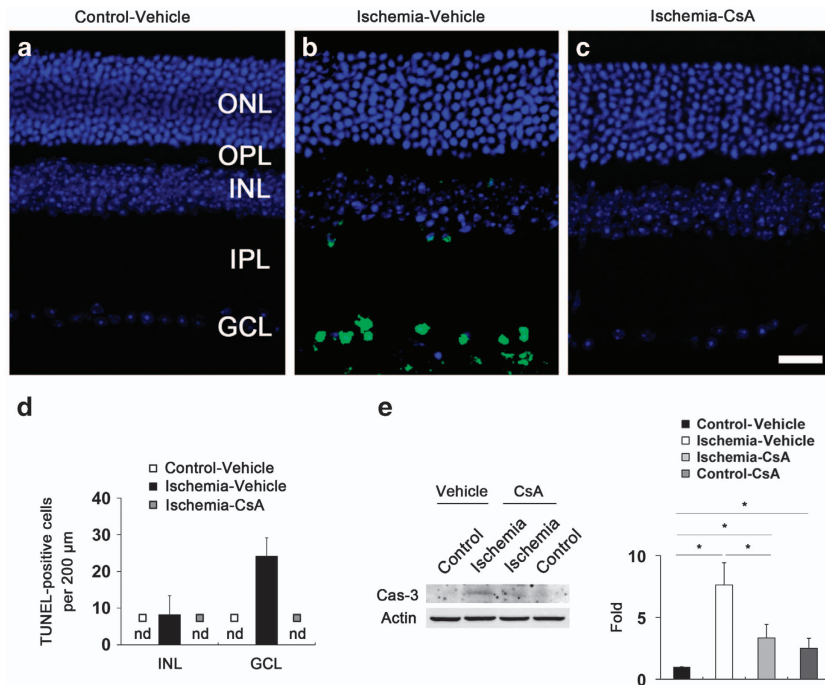 Control-Vehicle
Ischemia-Vehicle
Ischemia-CsA
a
b
c
ONL
OPL
INL
IPL
GCL
d
Control-Vehicle
Ischemia-Vehicle
Ischemia-CsA
TUNEL-positive cells
per 200 µm
40
30
20
10
0
nd
nd
nd
nd
INL
GCL
e
Vehicle
CsA
Control
Ischemia
Ischemia
Control
Cas-3
Actin
Control-Vehicle
Ischemia-Vehicle
Ischemia-CsA
Control-CsA
*
*
*
*
Fold
10
5
0